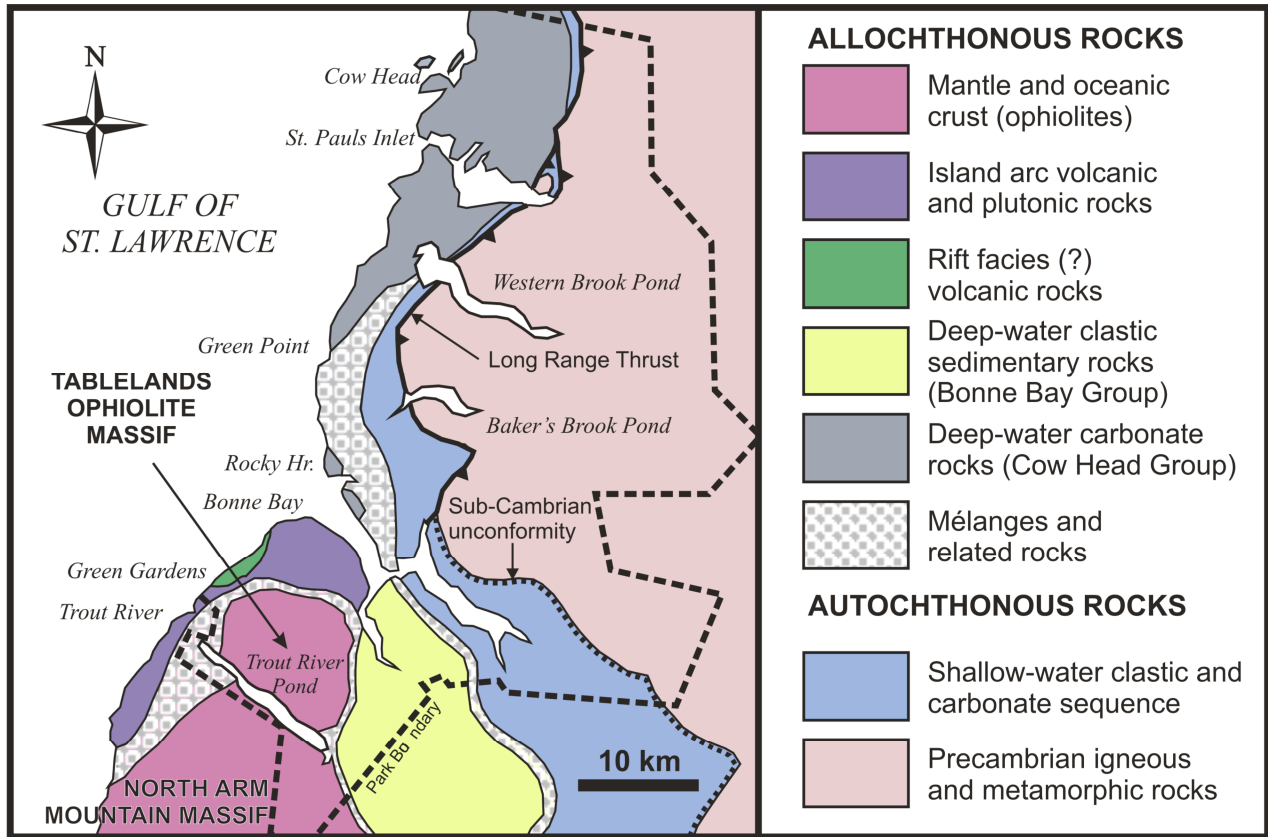 N
GULF OF
ST. LAWRENCE
Cow Head
St. Pauls Inlet
Western Brook Pond
Green Point
Long Range Thrust
TABLELANDS
OPHIOLITE
MASSIF
Baker's Brook Pond
Rocky Hr.
Bonne Bay
Sub-Cambrian
unconformity
Green Gardens
Trout River
Trout River
Pond
Park Bo ndary
10 km
NORTH ARM
MOUNTAIN MASSIF
ALLOCHTHONOUS ROCKS
Mantle and oceanic
crust (ophiolites)
Island arc volcanic
and plutonic rocks
Rift facies (?)
volcanic rocks
Deep-water clastic
sedimentary rocks
(Bonne Bay Group)
Deep-water carbonate
rocks (Cow Head Group)
Mélanges and
related rocks
AUTOCHTHONOUS ROCKS
Shallow-water clastic and
carbonate sequence
Precambrian igneous
and metamorphic rocks